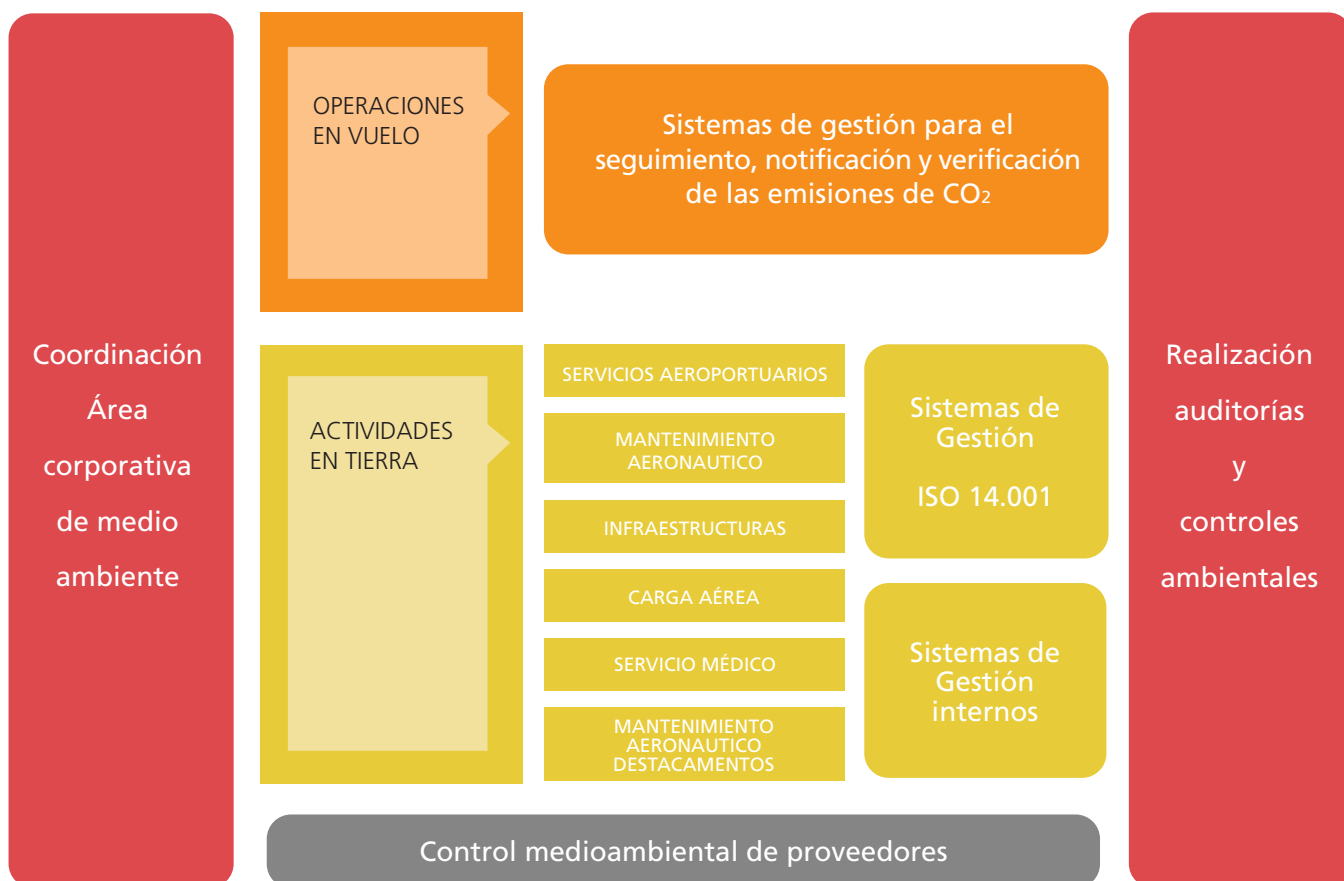 Coordinación
Área
corporativa
de medio
ambiente
OPERACIONES
EN VUELO
Sistemas de gestión para el
seguimiento, notificación y verificación
de las emisiones de CO₂
ACTIVIDADES
EN TIERRA
SERVICIOS AEROPORTUARIOS
MANTENIMIENTO
AERONAUTICO
INFRAESTRUCTURAS
CARGA AÉREA
SERVICIO MÉDICO
MANTENIMIENTO
AERONAUTICO
DESTACAMENTOS
Sistemas de
Gestión
ISO 14.001
Sistemas de
Gestión
internos
Control medioambiental de proveedores
Realización
auditorías
y
controles
ambientales